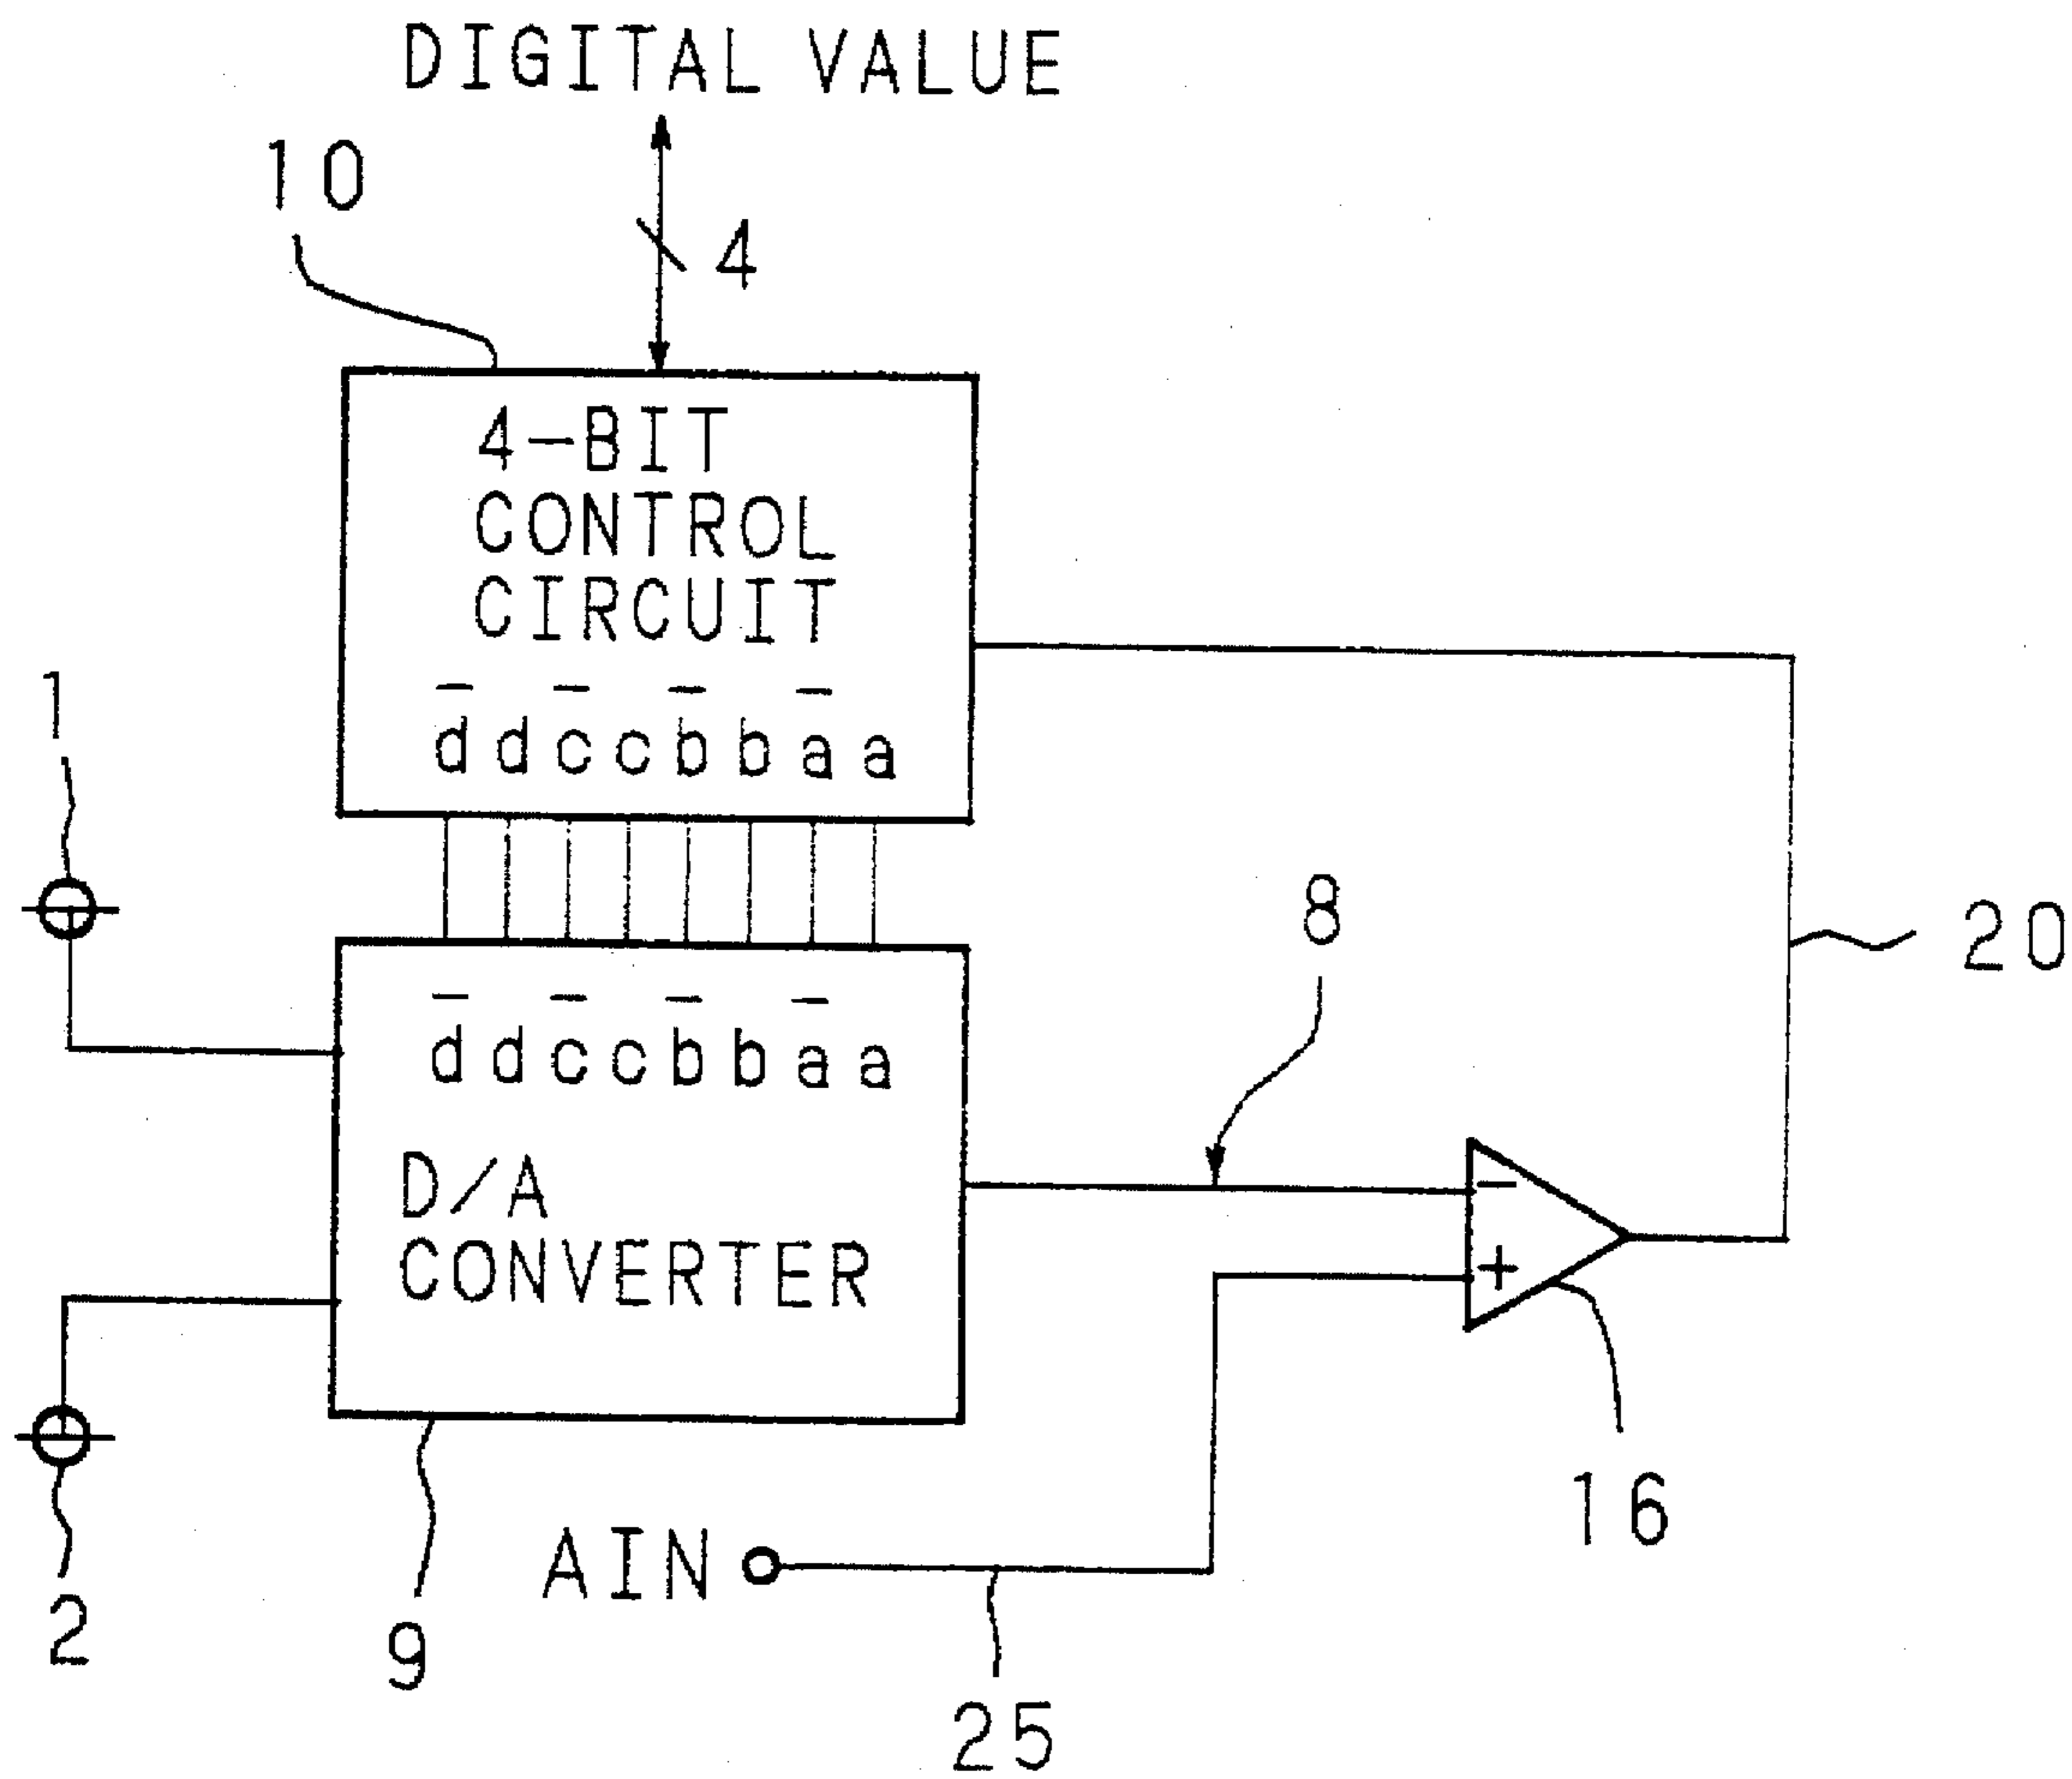 DIGITAL VALUE
10
4
4-BIT
CONTROL
CIRCUIT
d̅ d c̅ c b̅ b a̅ a
1
8
20
d̅ d c̅ c b̅ b a̅ a
D/A
CONVERTER
-
+
16
AIN
2
9
25